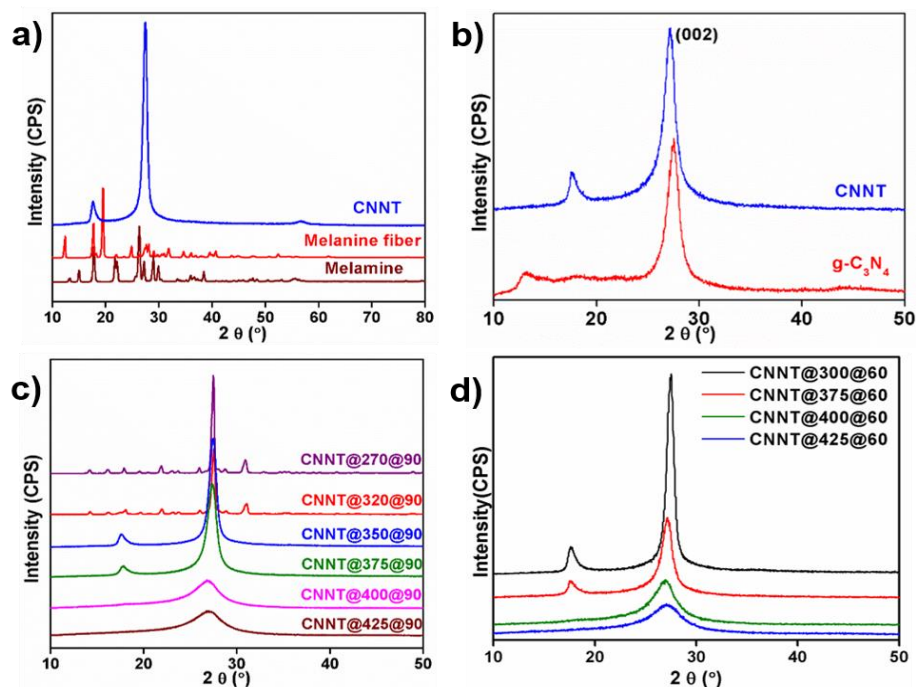 a)
Intensity (CPS)
CNNT
Melanine fiber
Melamine
10 20 30 40 50 60 70 80
2 θ (°)
b)
Intensity (CPS)
(002)
CNNT
g-C₃N₄
10 20 30 40 50
2 θ (°)
c)
Intensity (CPS)
CNNT@270@90
CNNT@320@90
CNNT@350@90
CNNT@375@90
CNNT@400@90
CNNT@425@90
10 20 30 40 50
2 θ (°)
d)
Intensity(CPS)
CNNT@300@60
CNNT@375@60
CNNT@400@60
CNNT@425@60
10 20 30 40 50
2 θ (°)